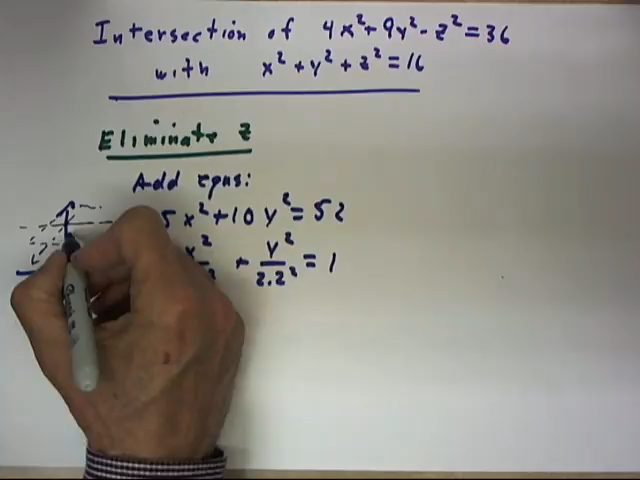 Intersection of 4x²+9y²-z²=36
with x²+y²+z²=16
Eliminate z
Add eqns:
5x²+10y²=52
+ y²/2.2² = 1